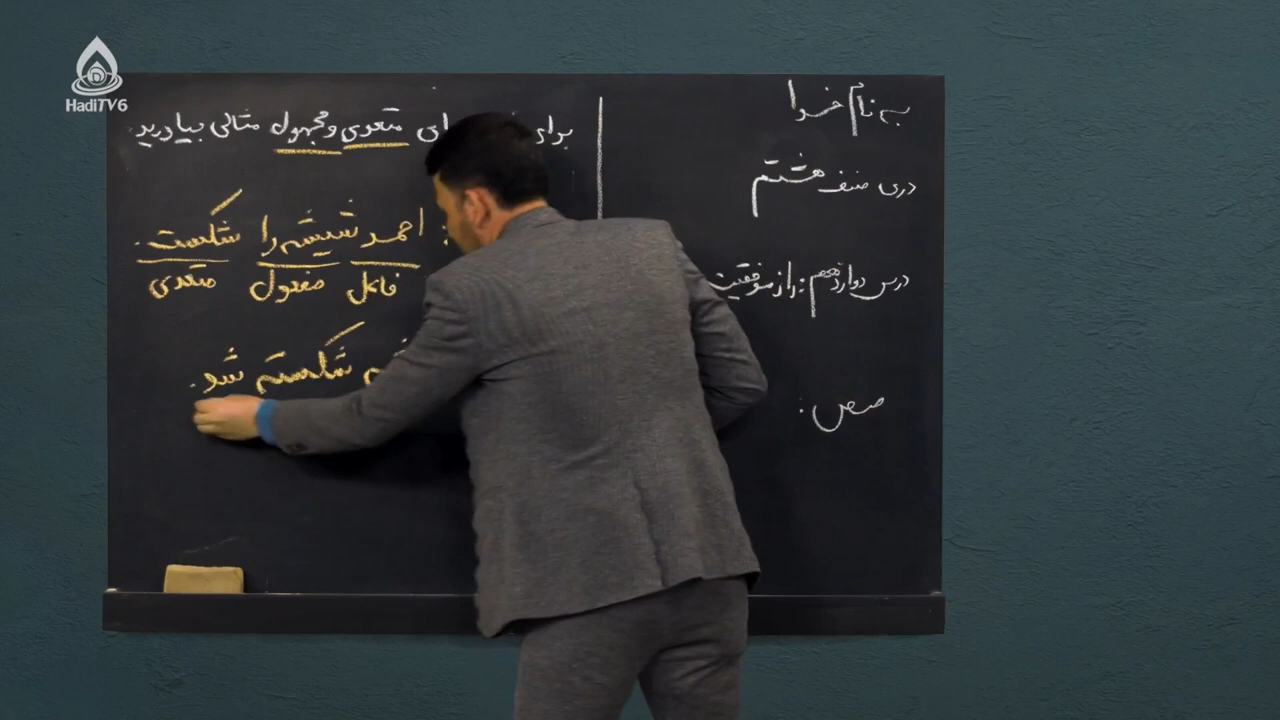 HadiTV6
به نام خدا
دری صنف هشتم
درس دوازدهم: راز موفقیت
صص:
برای متعدی و مجهول مثالی بیاورید.
: احمد شیشه را شکست.
فاعل مفعول متعدی
شکسته شد.